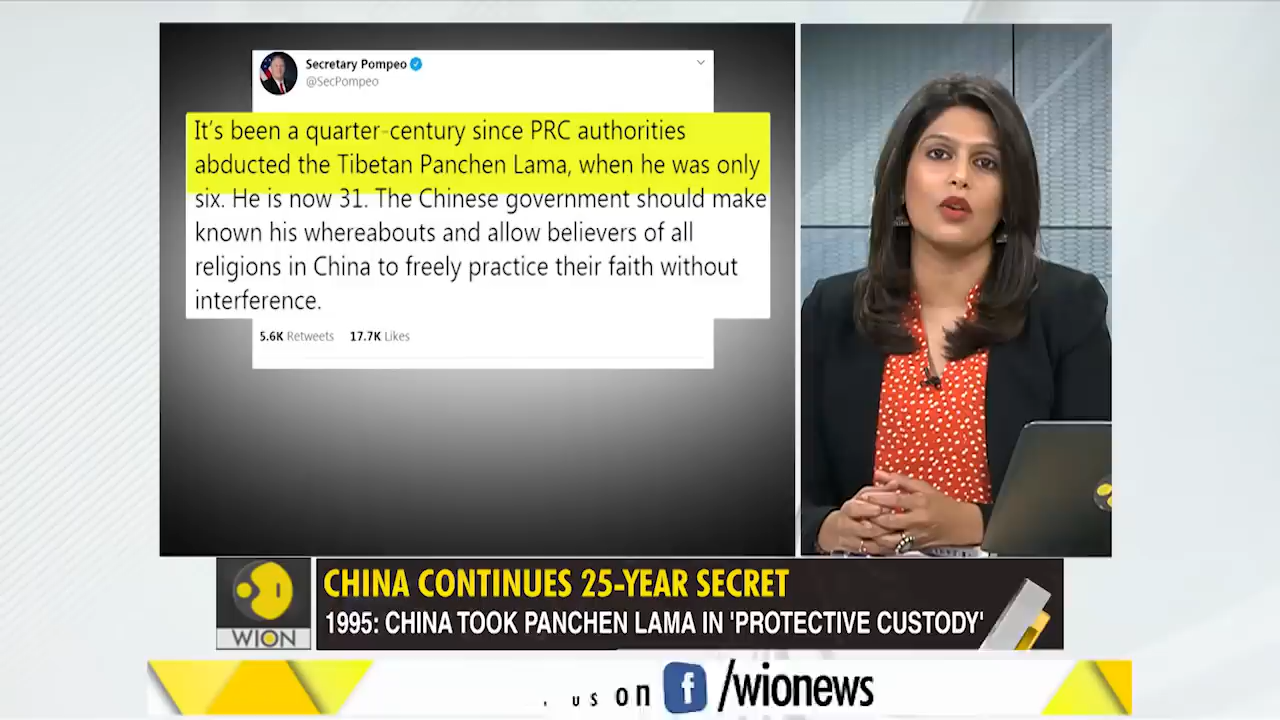 Secretary Pompeo
@SecPompeo
It's been a quarter-century since PRC authorities
abducted the Tibetan Panchen Lama, when he was only
six. He is now 31. The Chinese government should make
known his whereabouts and allow believers of all
religions in China to freely practice their faith without
interference.
5.6K Retweets 17.7K Likes
WION
CHINA CONTINUES 25-YEAR SECRET
1995: CHINA TOOK PANCHEN LAMA IN 'PROTECTIVE CUSTODY'
US on f /wionews